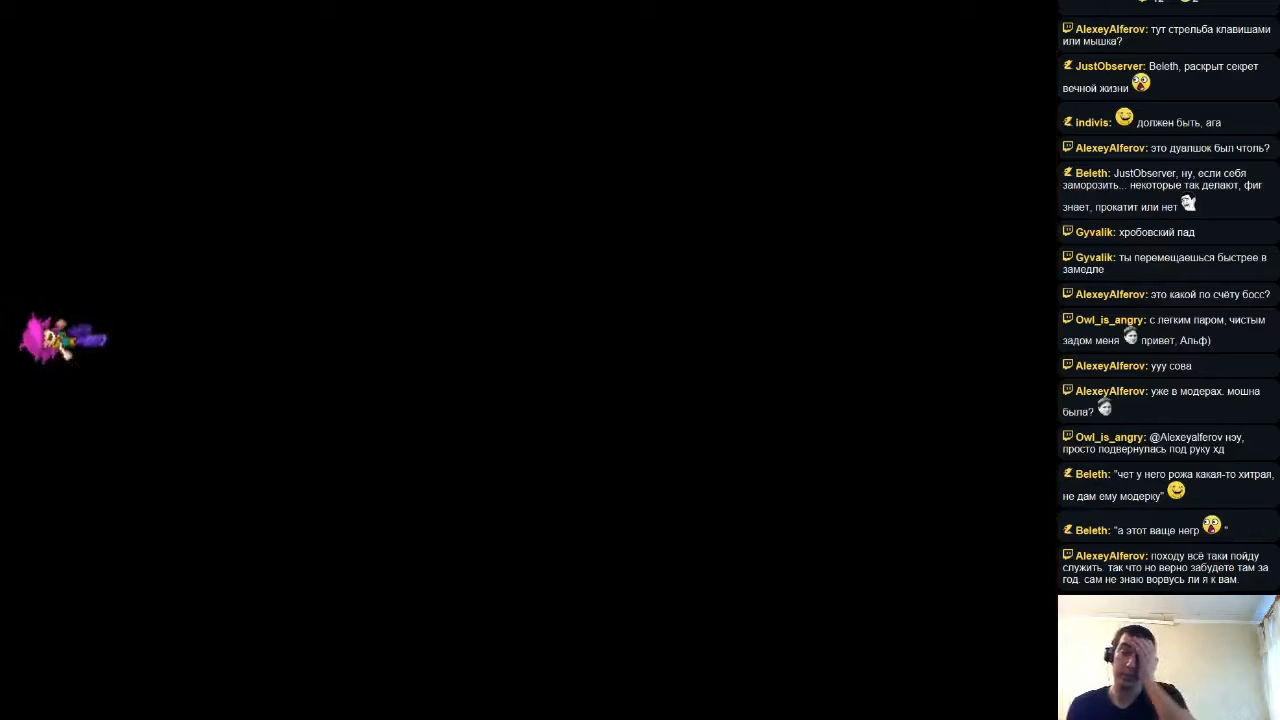 AlexeyAlferov: тут стрельба клавишами
или мышка?
JustObserver: Beleth, раскрыт секрет
вечной жизни
indivis: должен быть, ага
AlexeyAlferov: это дуалшок был чтоль?
Beleth: JustObserver, ну, если себя
заморозить... некоторые так делают, фиг
знает, прокатит или нет
Gyvalik: хробовский пад
Gyvalik: ты перемещаешься быстрее в
замедле
AlexeyAlferov: это какой по счёту босс?
Owl_is_angry: с легким паром, чистым
задом меня привет, Альф)
AlexeyAlferov: ууу сова
AlexeyAlferov: уже в модерах. мошна
была?
Owl_is_angry: @Alexeyalferov нэу,
просто подвернулась под руку хд
Beleth: "чет у него рожа какая-то хитрая,
не дам ему модерку"
Beleth: "а этот ваще негр "
AlexeyAlferov: походу всё таки пойду
служить. так что но верно забудете там за
год. сам не знаю ворвусь ли я к вам.